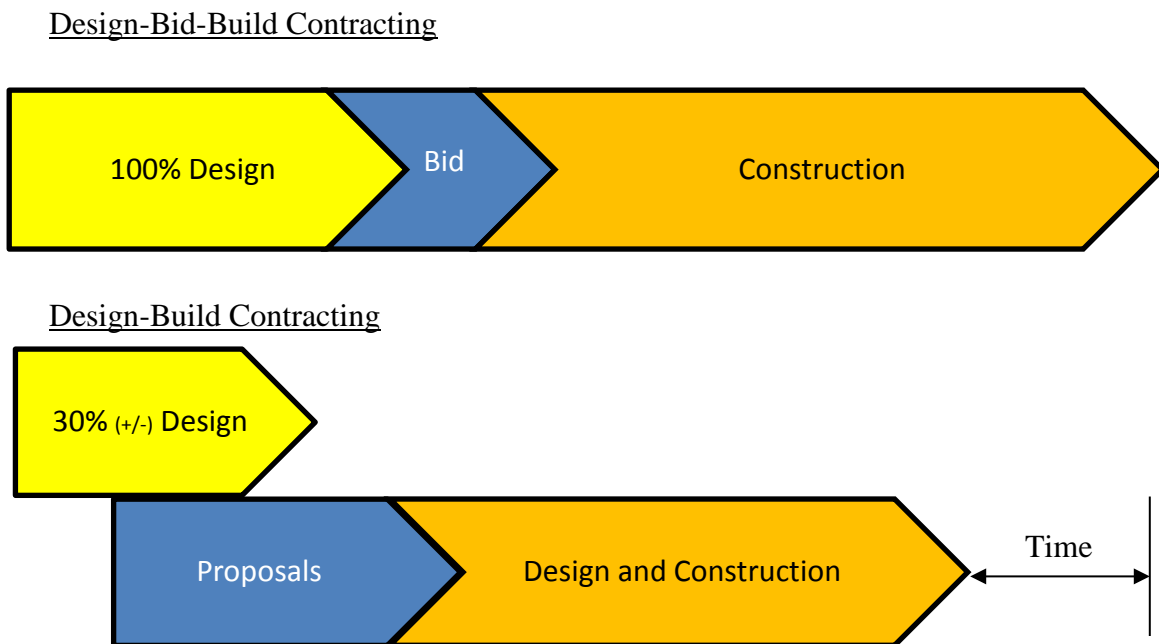 Design-Bid-Build Contracting
100% Design
Bid
Construction
Design-Build Contracting
30% (+/-) Design
Proposals
Design and Construction
Time